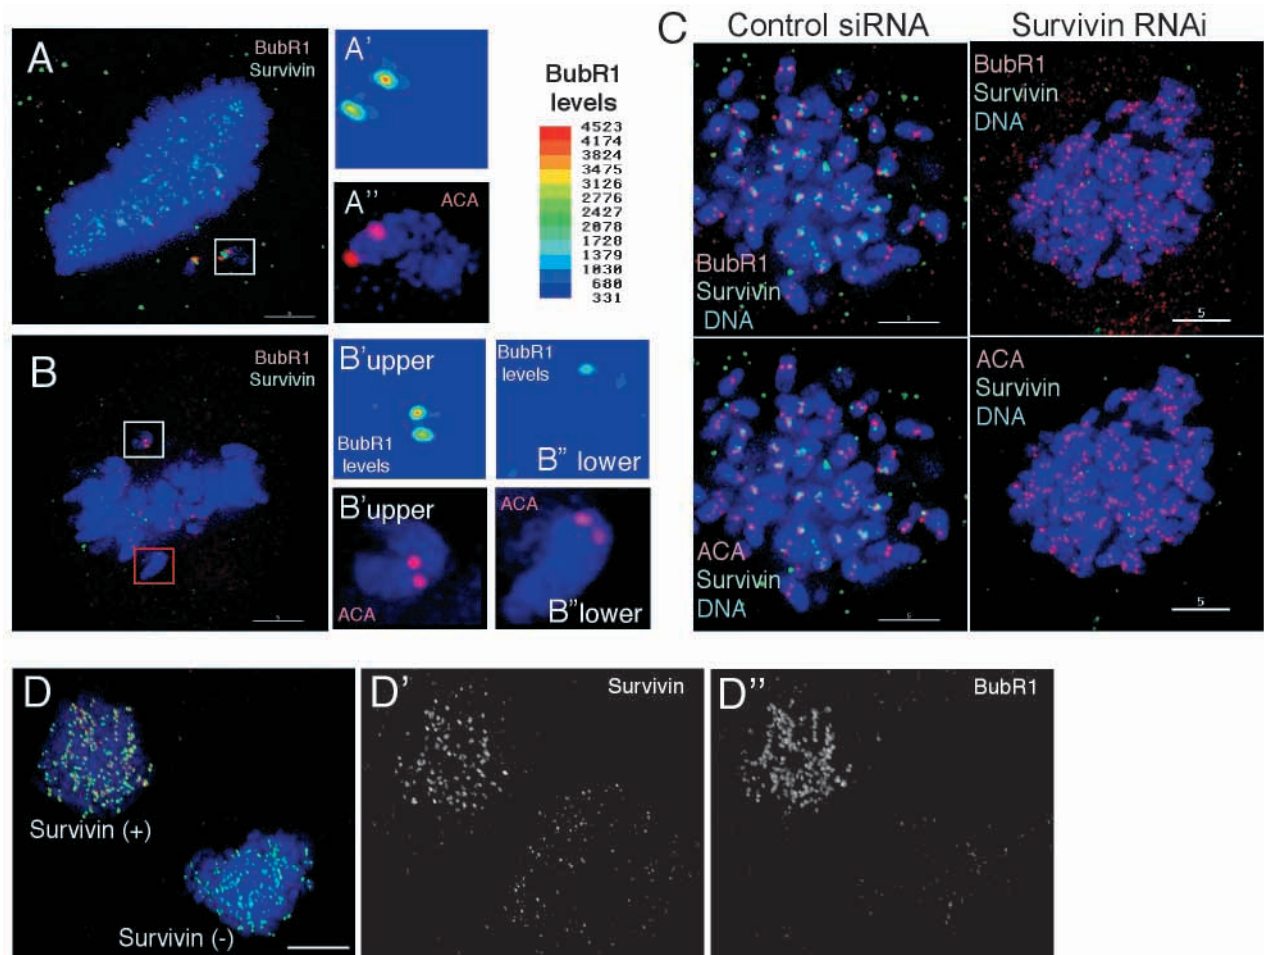 A
BubR1
Survivin
A'
A''
ACA
BubR1
levels
4523
4174
3824
3475
3126
2776
2427
2078
1728
1379
1030
680
331
B
BubR1
Survivin
B'upper
BubR1
levels
BubR1
levels
B'' lower
B'upper
ACA
ACA
B''lower
C
Control siRNA
Survivin RNAi
BubR1
Survivin
DNA
BubR1
Survivin
DNA
5
ACA
Survivin
DNA
ACA
Survivin
DNA
5
D
Survivin (+)
Survivin (-)
D'
Survivin
D''
BubR1